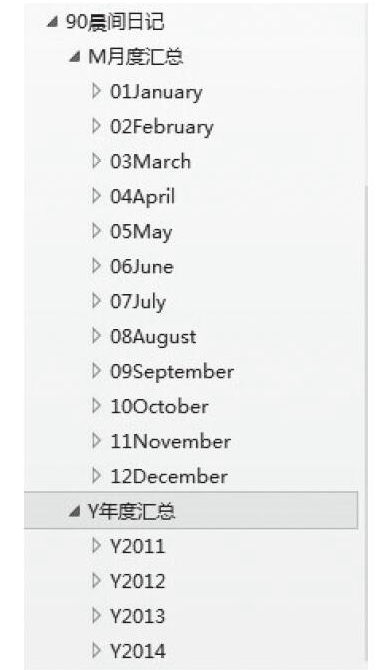 90晨间日记
M月度汇总
01January
02February
03March
04April
05May
06June
07July
08August
09September
10October
11November
12December
Y年度汇总
Y2011
Y2012
Y2013
Y2014